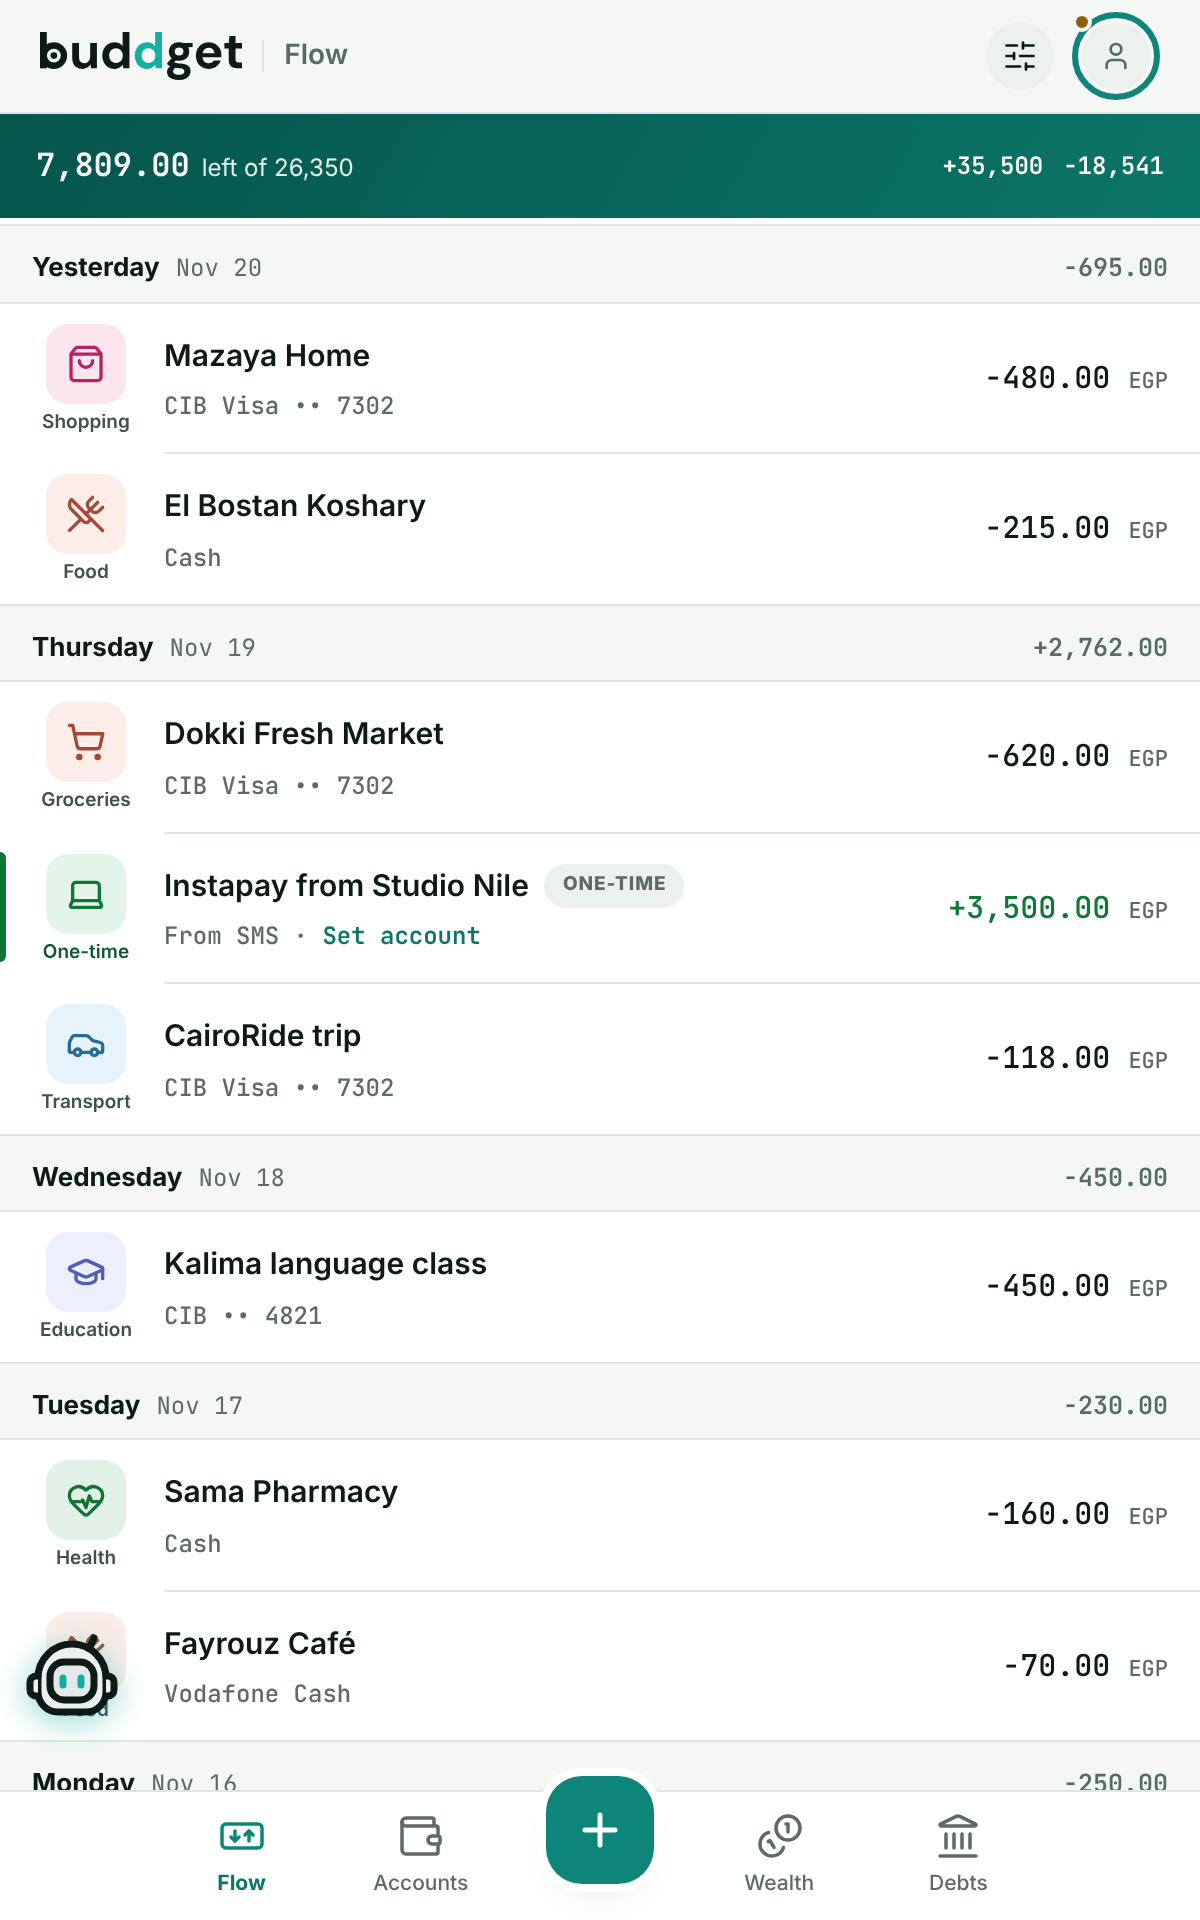 buddget Flow
7,809.00 left of 26,350 +35,500 -18,541
Yesterday Nov 20 -695.00
Mazaya Home
-480.00 EGP
CIB Visa •• 7302
Shopping
El Bostan Koshary
-215.00 EGP
Cash
Food
Thursday Nov 19 +2,762.00
Dokki Fresh Market
-620.00 EGP
CIB Visa •• 7302
Groceries
Instapay from Studio Nile ONE-TIME
+3,500.00 EGP
From SMS · Set account
One-time
CairoRide trip
-118.00 EGP
CIB Visa •• 7302
Transport
Wednesday Nov 18 -450.00
Kalima language class
-450.00 EGP
CIB •• 4821
Education
Tuesday Nov 17 -230.00
Sama Pharmacy
-160.00 EGP
Cash
Health
Fayrouz Café
-70.00 EGP
Vodafone Cash
Monday Nov 16 -250.00
Flow Accounts Wealth Debts